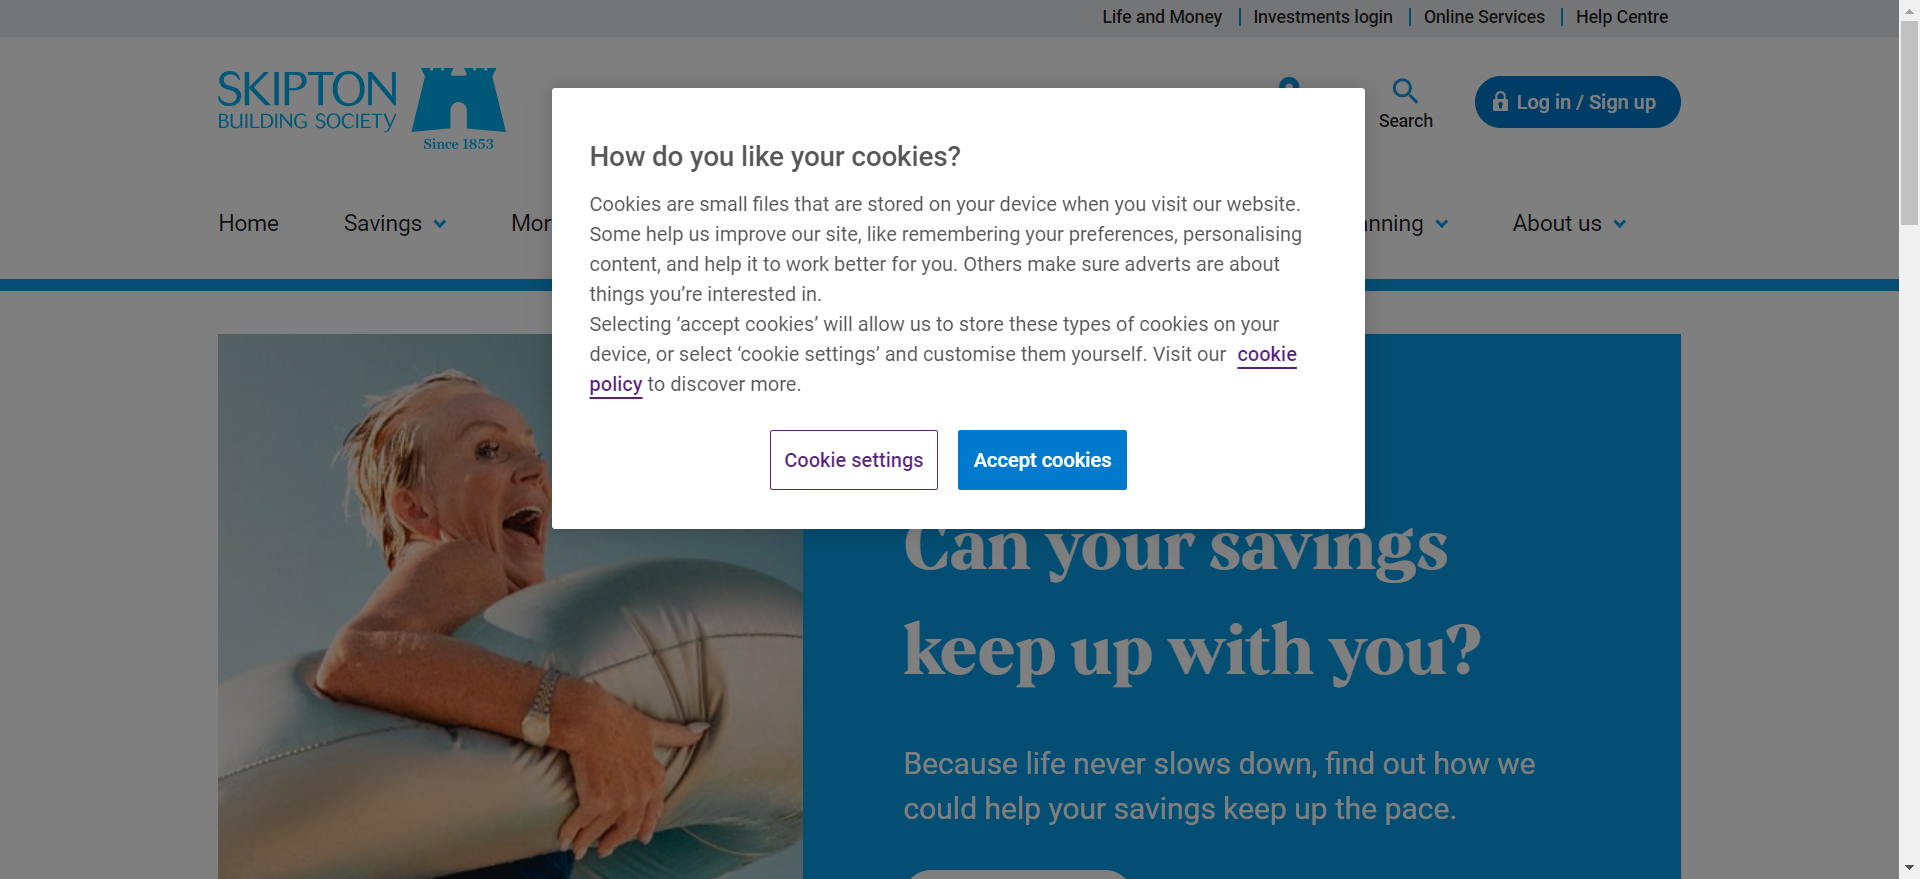 Life and Money
Investments login
Online Services
Help Centre
SKIPTON
BUILDING SOCIETY
Since 1853
Search
Log in / Sign up
Home
Savings
About us
How do you like your cookies?
Cookies are small files that are stored on your device when you visit our website.
Some help us improve our site, like remembering your preferences, personalising
content, and help it to work better for you. Others make sure adverts are about
things you’re interested in.
Selecting ‘accept cookies’ will allow us to store these types of cookies on your
device, or select ‘cookie settings’ and customise them yourself. Visit our cookie
policy to discover more.
Cookie settings
Accept cookies
Can your savings
keep up with you?
Because life never slows down, find out how we
could help your savings keep up the pace.